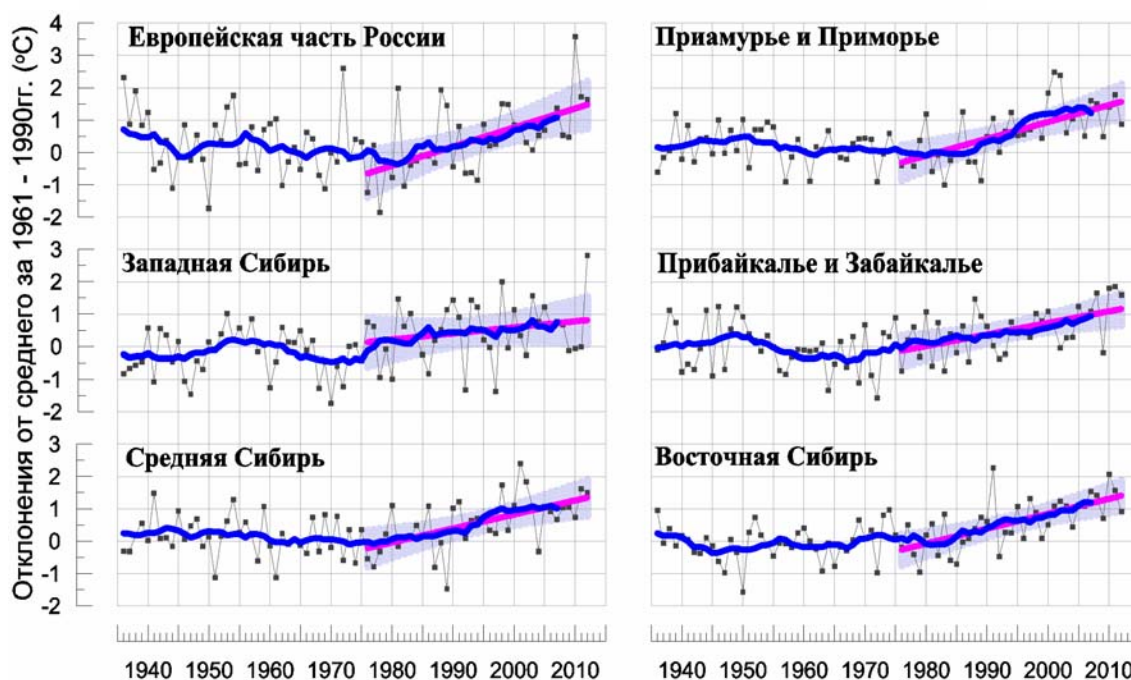 Отклонения от среднего за 1961 - 1990гг. (ºС)
Европейская часть России
Приамурье и Приморье
4
3
2
1
0
-1
-2
Западная Сибирь
Прибайкалье и Забайкалье
3
2
1
0
-1
-2
Средняя Сибирь
Восточная Сибирь
3
2
1
0
-1
-2
1940 1950 1960 1970 1980 1990 2000 2010
1940 1950 1960 1970 1980 1990 2000 2010